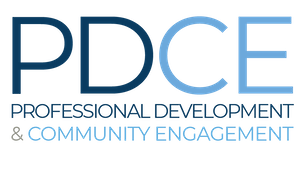 PDCE
PROFESSIONAL DEVELOPMENT
& COMMUNITY ENGAGEMENT